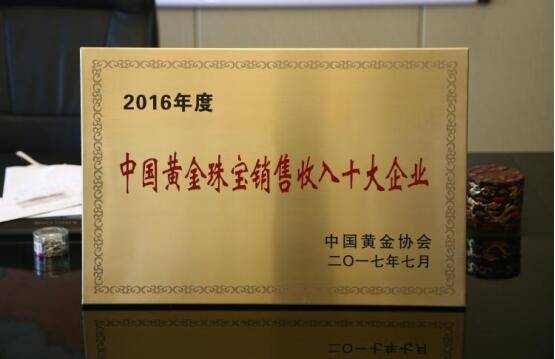 2016年度
中国黄金珠宝销售收入十大企业
中国黄金协会
二〇一七年七月